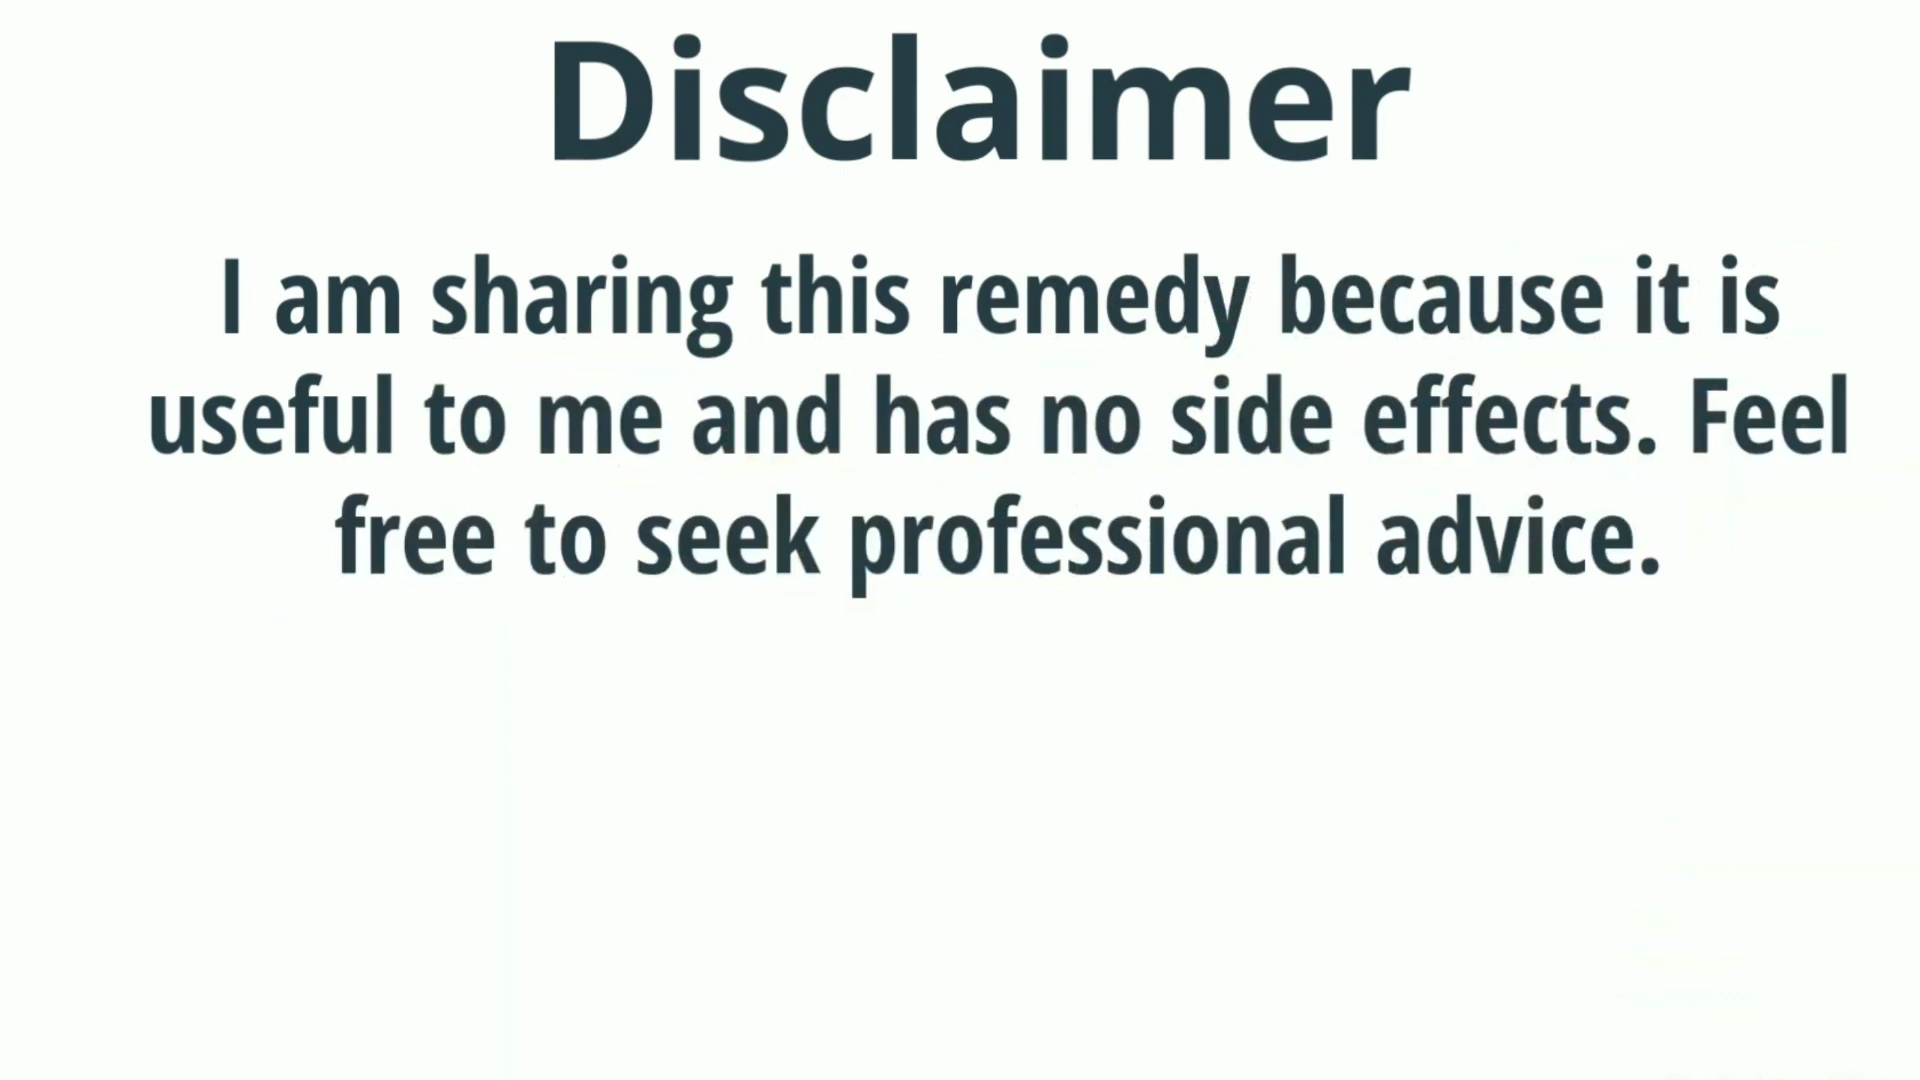 Disclaimer
I am sharing this remedy because it is
useful to me and has no side effects. Feel
free to seek professional advice.